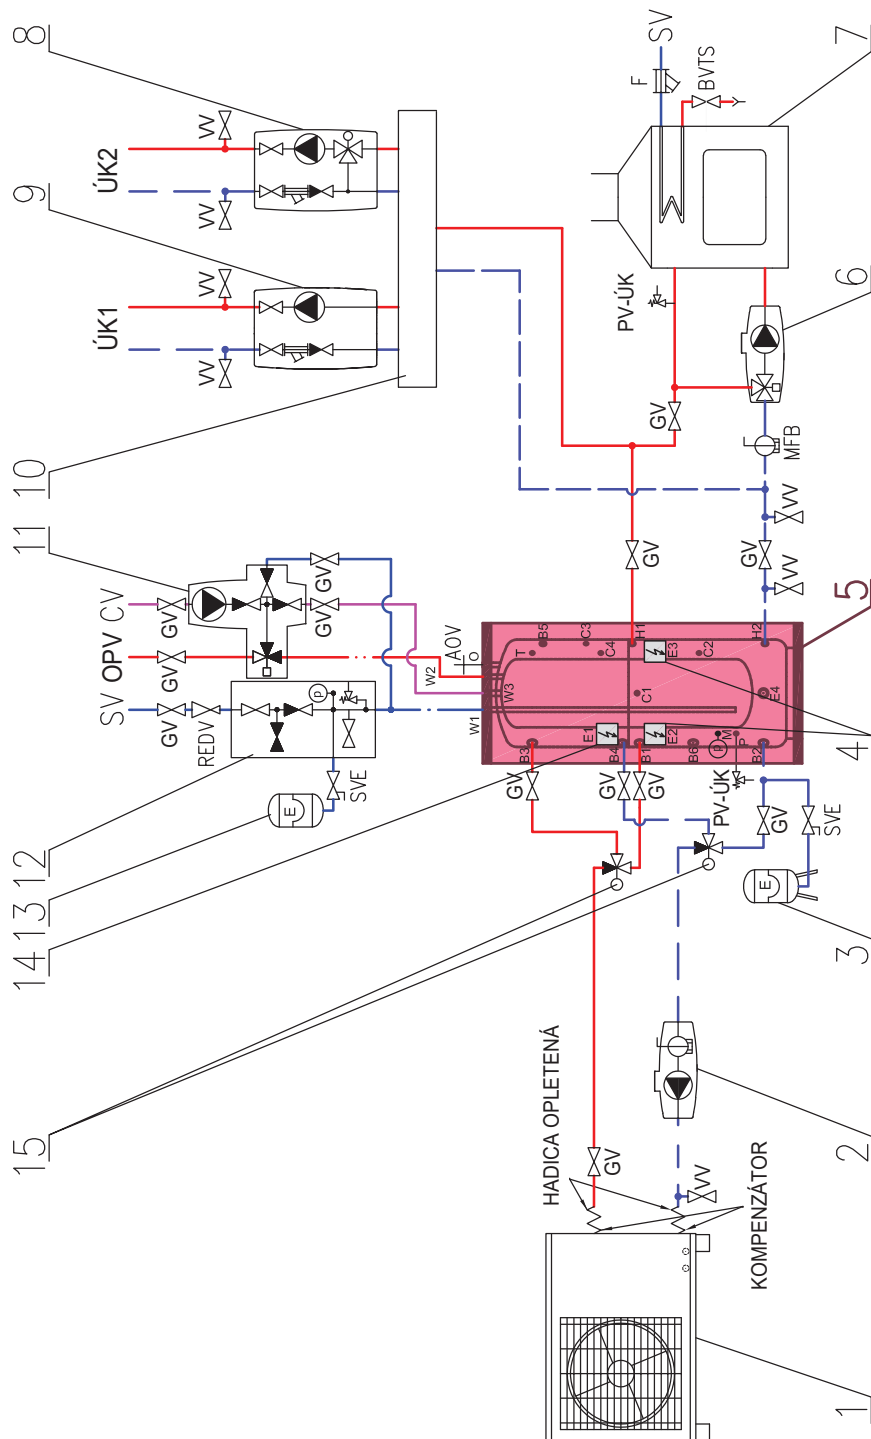 15 14 13 12 11 10 9 8
SV OPV CV ÚK1 ÚK2
GV GV GV
VV VV VV VV
REDV
p
GV GV
E
SVE
W2 AOV
O
W1 W3
B3 T B5
GV
E1 C3
C4
B4
GV
HADICA OPLETENÁ
GV
B1 C1 H1
GV
GV
SV
F
E2 E3
PV-ÚK
GV
B6 C2
BVTS
p M
PV-ÚK
P
VV
B2 E4 H2
GV
GV
KOMPENZÁTOR
E
SVE
VV
VV
MFB
1 2 3 4 5 6 7